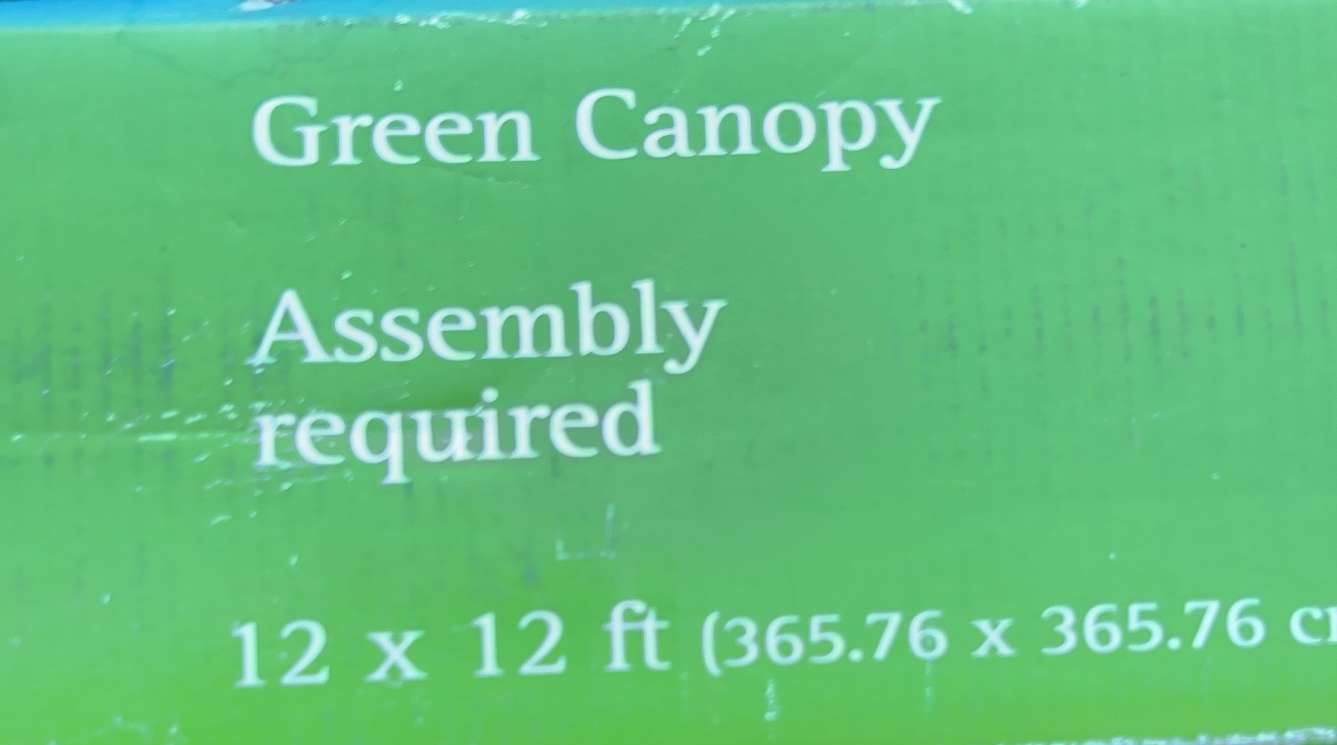 Green Canopy
Assembly
required
12 x 12 ft (365.76 x 365.76 c